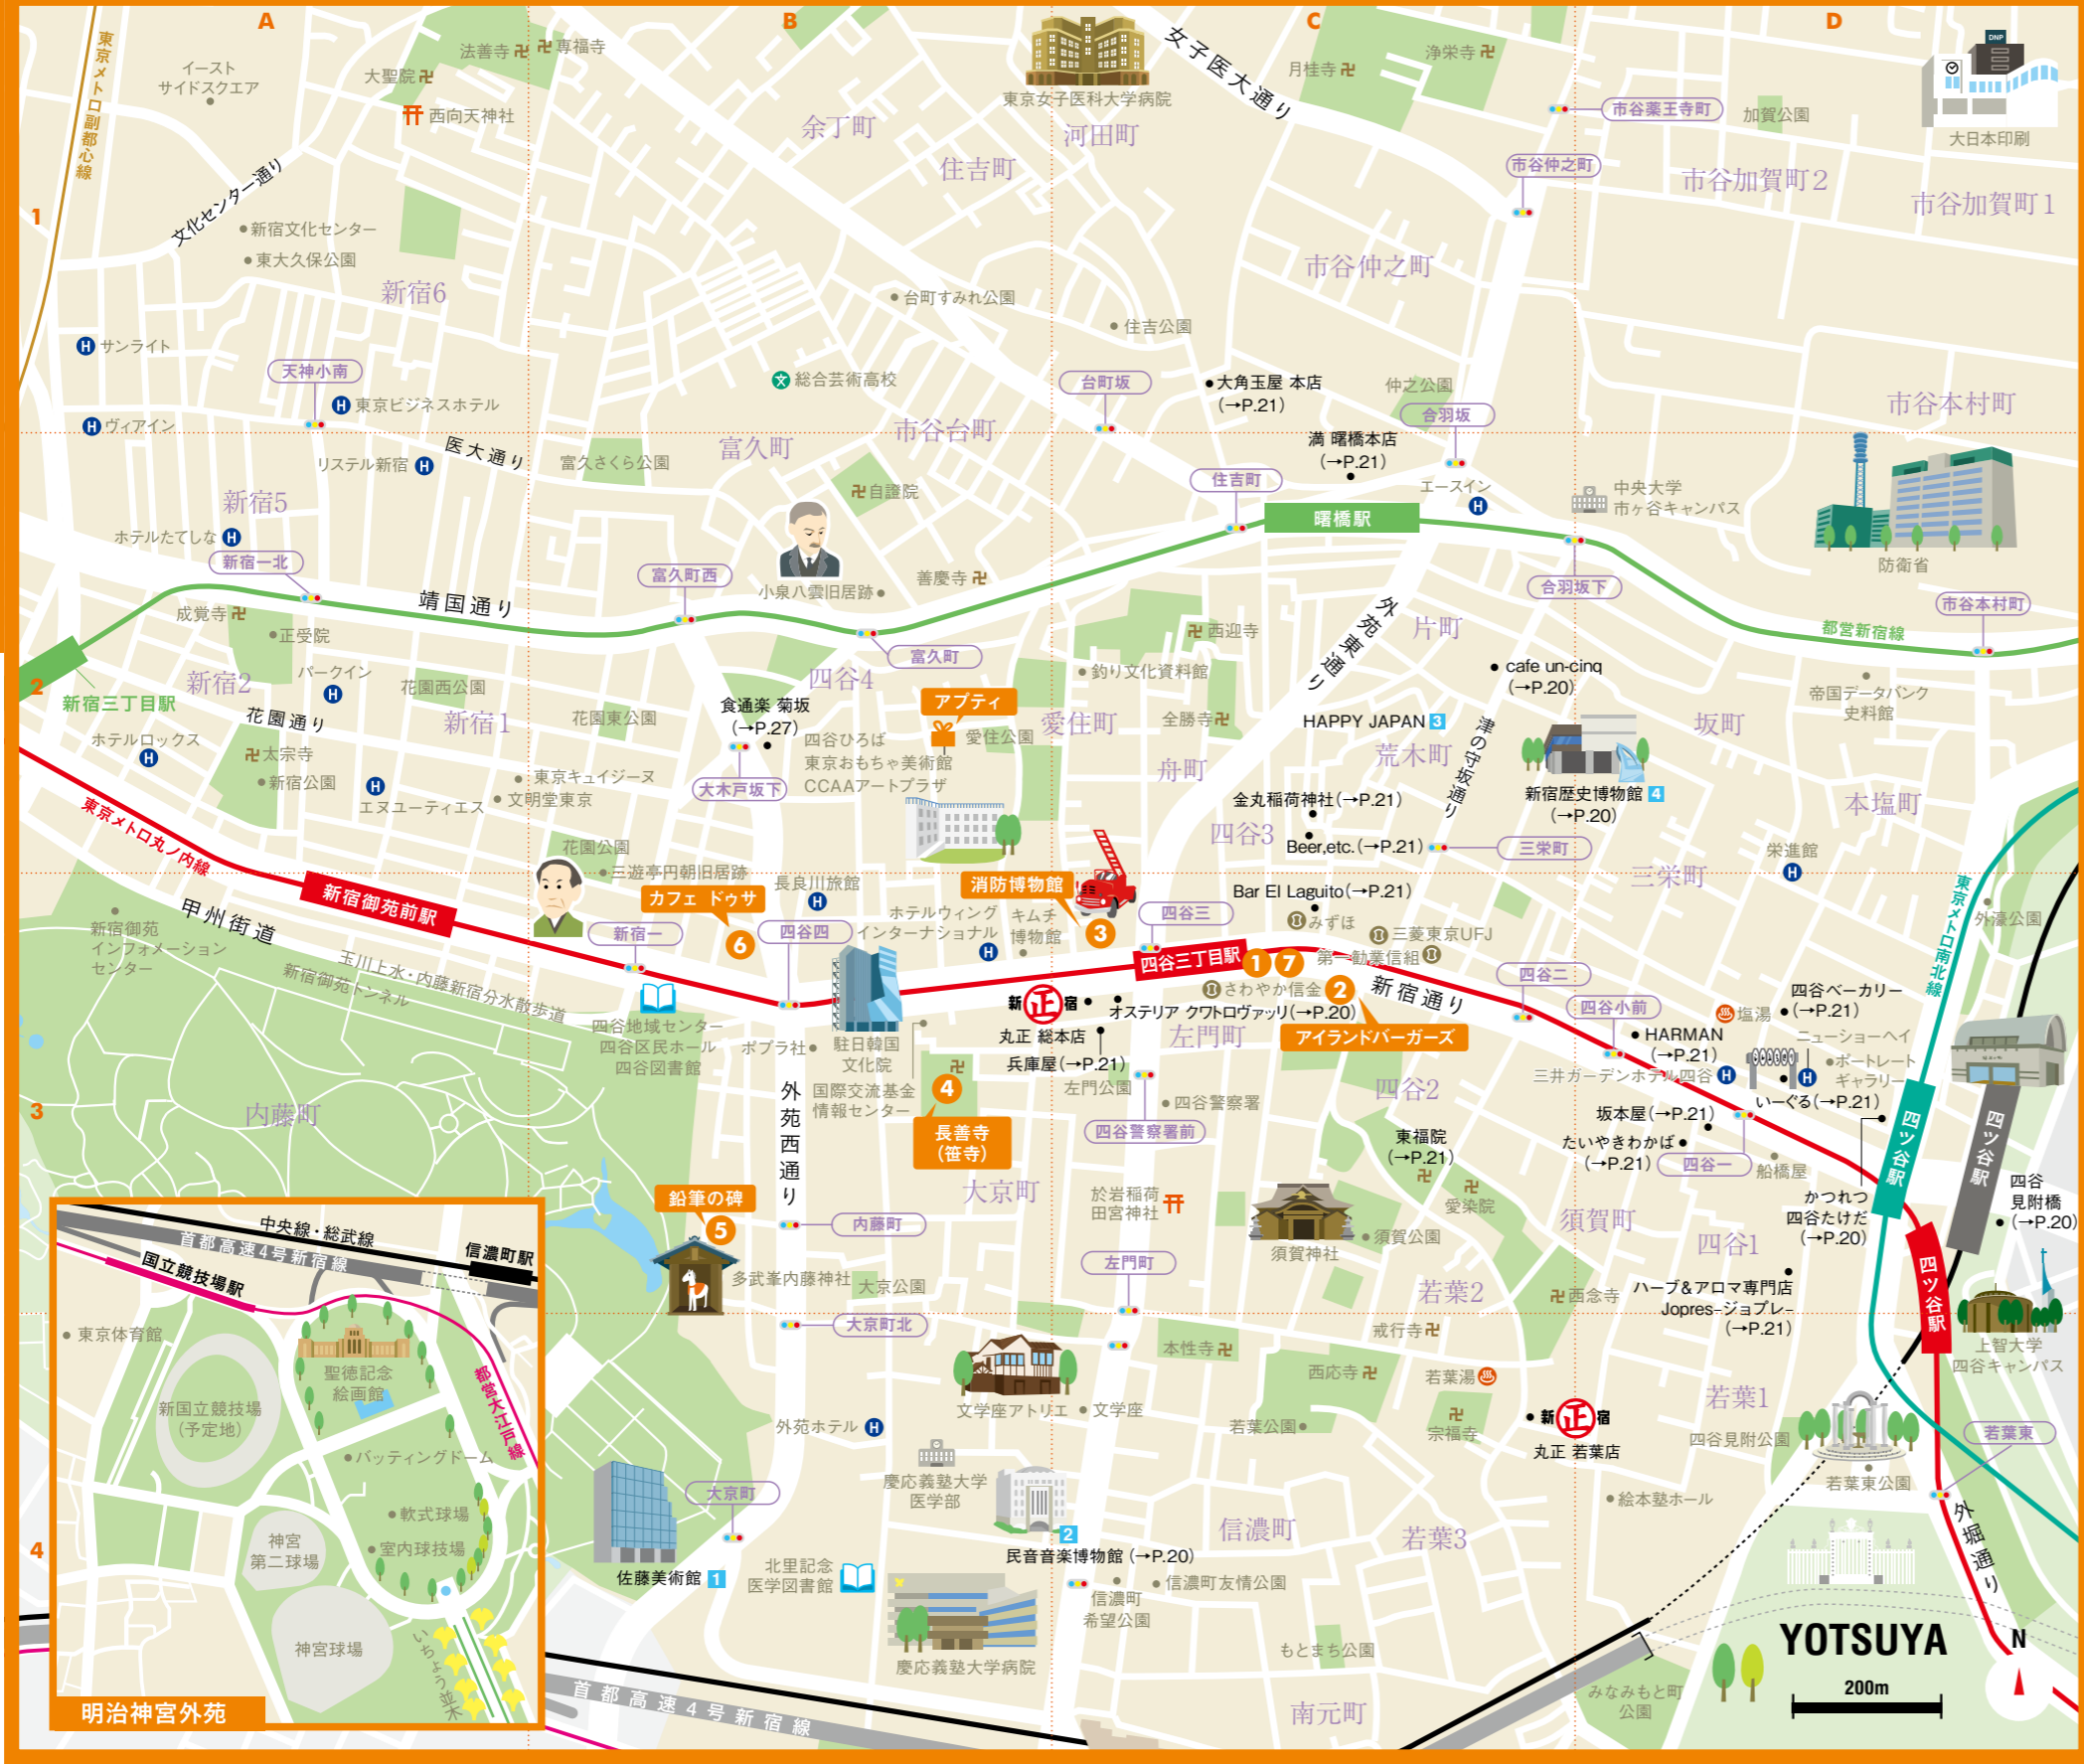 A
B
C
D
1
2
3
4
東京メトロ副都心線
イースト
サイドスクエア
法善寺
専福寺
大聖院
西向天神社
文化センター通り
新宿文化センター
東大久保公園
新宿6
余丁町
住吉町
河田町
東京女子医科大学病院
女子医大通り
月桂寺
浄栄寺
市谷薬王寺町
加賀公園
DNP
大日本印刷
市谷仲之町
市谷加賀町2
市谷加賀町1
市谷仲之町
台町すみれ公園
住吉公園
H サンライト
天神小南
H 東京ビジネスホテル
H ヴィアイン
文 総合芸術高校
台町坂
大角玉屋 本店
(→P.21)
仲之公園
合羽坂
市谷本村町
医大通り
リステル新宿 H
富久さくら公園
富久町
市谷台町
満 曙橋本店
(→P.21)
新宿5
自證院
住吉町
曙橋駅
エースイン
H
中央大学
市ヶ谷キャンパス
防衛省
ホテルたてしな H
新宿一北
富久町西
小泉八雲旧居跡
善慶寺
合羽坂下
市谷本村町
靖国通り
成覚寺
正受院
富久町
西迎寺
外苑東通り
片町
都営新宿線
新宿三丁目駅
新宿2
パークイン
H
花園西公園
四谷4
釣り文化資料館
cafe un-cinq
(→P.20)
帝国データバンク
史料館
花園通り
新宿1
花園東公園
食通楽 菊坂
(→P.27)
アプティ
愛住公園
愛住町
全勝寺
HAPPY JAPAN 3
津の守坂通り
坂町
ホテルロックス
H
太宗寺
新宿公園
H
エヌユーティエス
東京キュイジーヌ
文明堂東京
大木戸坂下
四谷ひろば
東京おもちゃ美術館
CCAAアートプラザ
舟町
荒木町
新宿歴史博物館 4
(→P.20)
本塩町
金丸稲荷神社(→P.21)
四谷3
Beer,etc.(→P.21)
三栄町
三栄町
栄進館
H
東京メトロ丸ノ内線
花園公園
三遊亭円朝旧居跡
カフェ ドゥサ
6
長良川旅館
H
消防博物館
3
Bar El Laguito(→P.21)
みずほ
三菱東京UFJ
第一勧業信組
東京メトロ南北線
外濠公園
新宿御苑前駅
甲州街道
新宿御苑
インフォメーション
センター
玉川上水・内藤新宿分水散歩道
新宿御苑トンネル
新宿一
四谷四
ホテルウィング
インターナショナル
H
キムチ
博物館
四谷三
四谷三丁目駅
1
7
さわやか信金
2
新宿通り
四谷二
四谷小前
塩湯
四谷ベーカリー
(→P.21)
四谷地域センター
四谷区民ホール
四谷図書館
ポプラ社
駐日韓国
文化院
新 正 宿
丸正 総本店
オステリア クワトロヴァッリ(→P.20)
兵庫屋(→P.21)
左門町
アイランドバーガーズ
HARMAN
(→P.21)
ニューショーヘイ
H
ポートレート
ギャラリー
三井ガーデンホテル四谷 H
いーぐる(→P.21)
国際交流基金
情報センター
4
長善寺
(笹寺)
左門公園
四谷警察署
四谷警察署前
四谷2
坂本屋(→P.21)
たいやきわかば
(→P.21)
四谷一
船橋屋
四ツ谷駅
四ツ谷駅
四谷
見附橋
(→P.20)
内藤町
外苑西通り
東福院
(→P.21)
愛染院
かつれつ
四谷たけだ
(→P.20)
鉛筆の碑
5
内藤町
大京町
於岩稲荷
田宮神社
須賀神社
須賀公園
須賀町
四谷1
四ツ谷駅
多武峯内藤神社
大京公園
左門町
若葉2
西念寺
ハーブ&アロマ専門店
Jopres-ジョプレ-
(→P.21)
上智大学
四谷キャンパス
大京町北
本性寺
戒行寺
中央線・総武線
首都高速4号新宿線
信濃町駅
国立競技場駅
東京体育館
聖徳記念
絵画館
都営大江戸線
新国立競技場
(予定地)
バッティングドーム
軟式球場
神宮
第二球場
室内球技場
神宮球場
いちょう並木
明治神宮外苑
文学座アトリエ
文学座
西応寺
若葉湯
若葉公園
宗福寺
新 正 宿
丸正 若葉店
若葉1
四谷見附公園
若葉東公園
若葉東
外苑ホテル H
慶応義塾大学
医学部
大京町
2
民音音楽博物館(→P.20)
信濃町
若葉3
絵本塾ホール
外堀通り
佐藤美術館 1
北里記念
医学図書館
信濃町
希望公園
信濃町友情公園
慶応義塾大学病院
もとまち公園
首都高速4号新宿線
南元町
みなみもと町
公園
YOTSUYA
200m
N